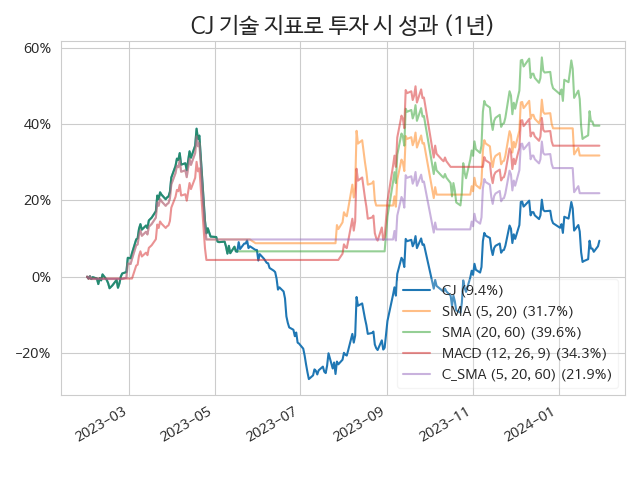 CJ 기술 지표로 투자 시 성과 (1년)
60%
40%
20%
0%
−20%
2023-03
2023-05
2023-07
2023-09
2023-11
2024-01
CJ (9.4%)
SMA (5, 20) (31.7%)
SMA (20, 60) (39.6%)
MACD (12, 26, 9) (34.3%)
C_SMA (5, 20, 60) (21.9%)